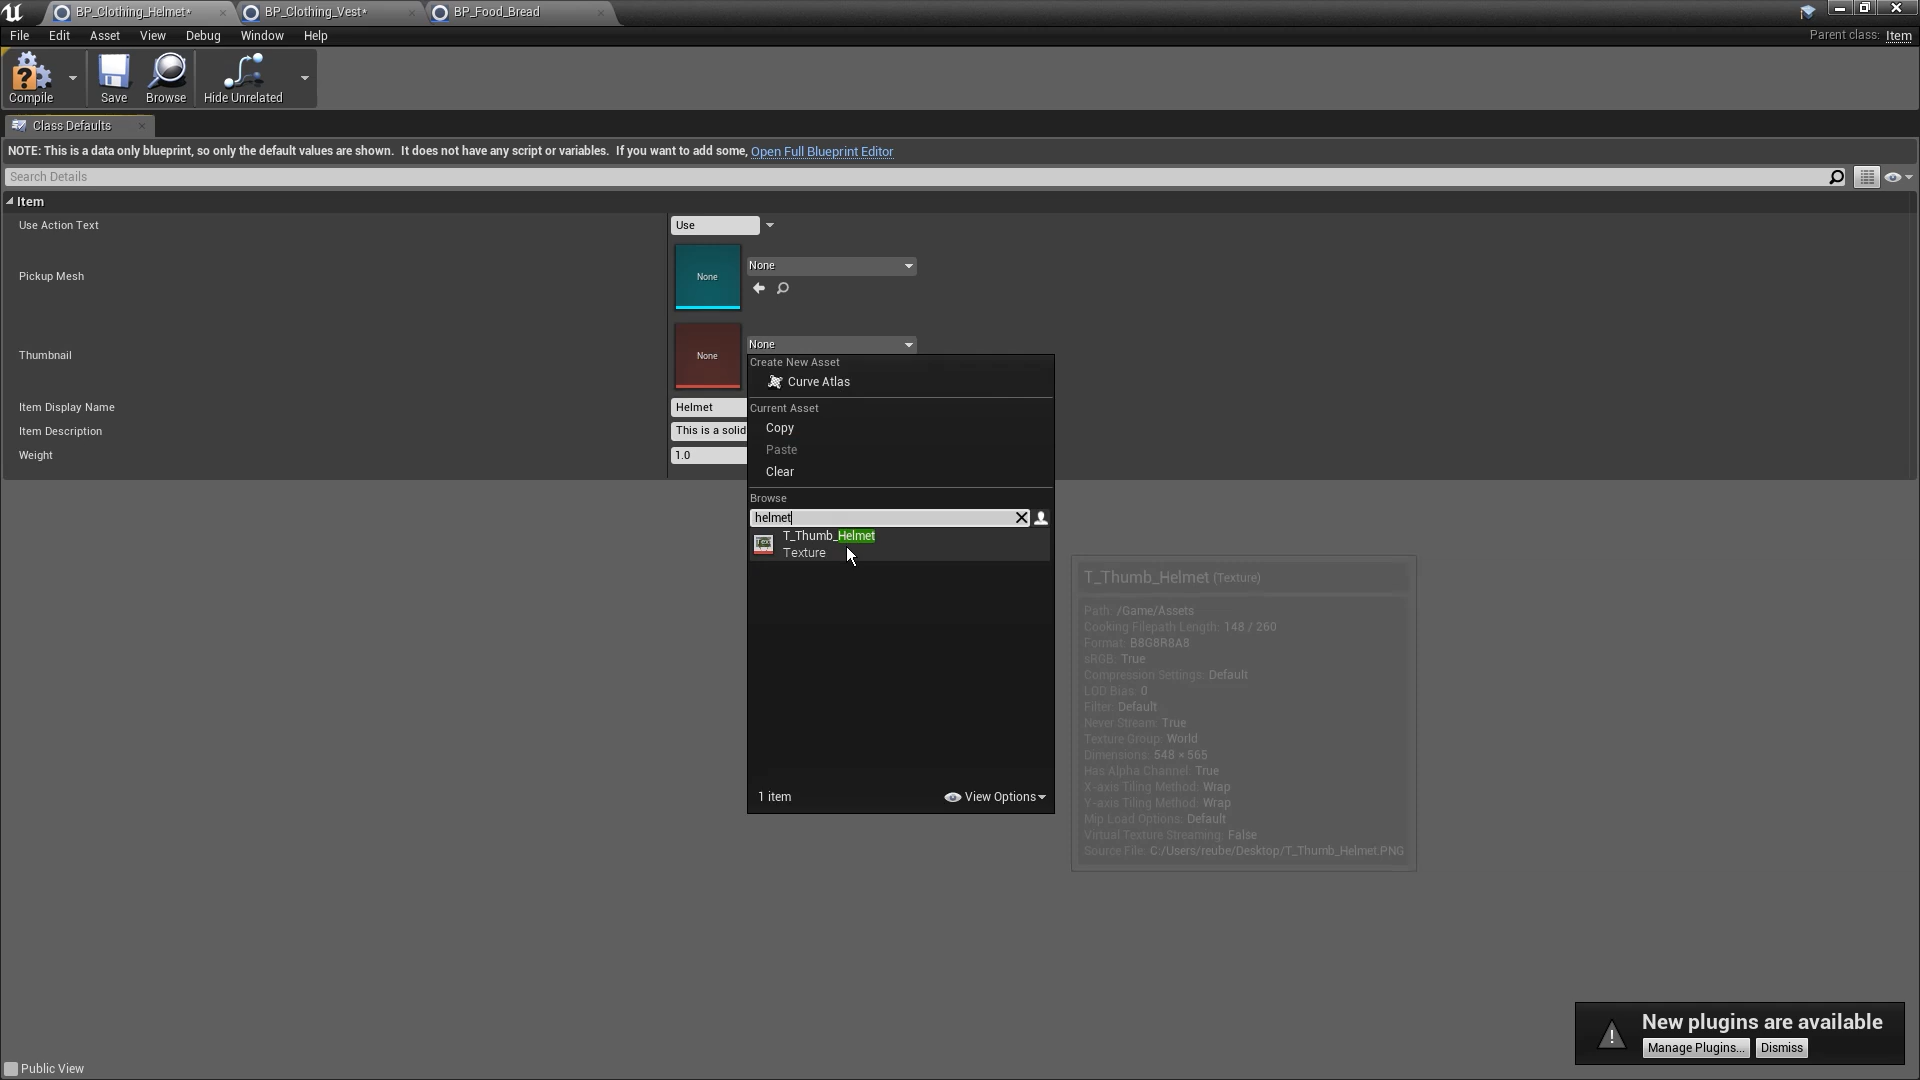 BP_Clothing_Helmet*
BP_Clothing_Vest*
BP_Food_Bread
File Edit Asset View Debug Window Help
Parent class: Item
Compile
Save
Browse
Hide Unrelated
Class Defaults
NOTE: This is a data only blueprint, so only the default values are shown. It does not have any script or variables. If you want to add some, Open Full Blueprint Editor
Search Details
Item
Use Action Text
Use
Pickup Mesh
None
None
Thumbnail
None
None
Item Display Name
Helmet
Item Description
This is a solid
Weight
1.0
Create New Asset
Curve Atlas
Current Asset
Copy
Paste
Clear
Browse
helmet
T_Thumb_Helmet
Texture
1 item
View Options
T_Thumb_Helmet (Texture)
Path: /Game/Assets
Cooking Filepath Length: 148 / 260
Format: B8G8R8A8
sRGB: True
Compression Settings: Default
LOD Bias: 0
Filter: Default
Never Stream: True
Texture Group: World
Dimensions: 548 × 565
Has Alpha Channel: True
X-axis Tiling Method: Wrap
Y-axis Tiling Method: Wrap
Mip Load Options: Default
Virtual Texture Streaming: False
Source File: C:/Users/reube/Desktop/T_Thumb_Helmet.PNG
New plugins are available
Manage Plugins...
Dismiss
Public View